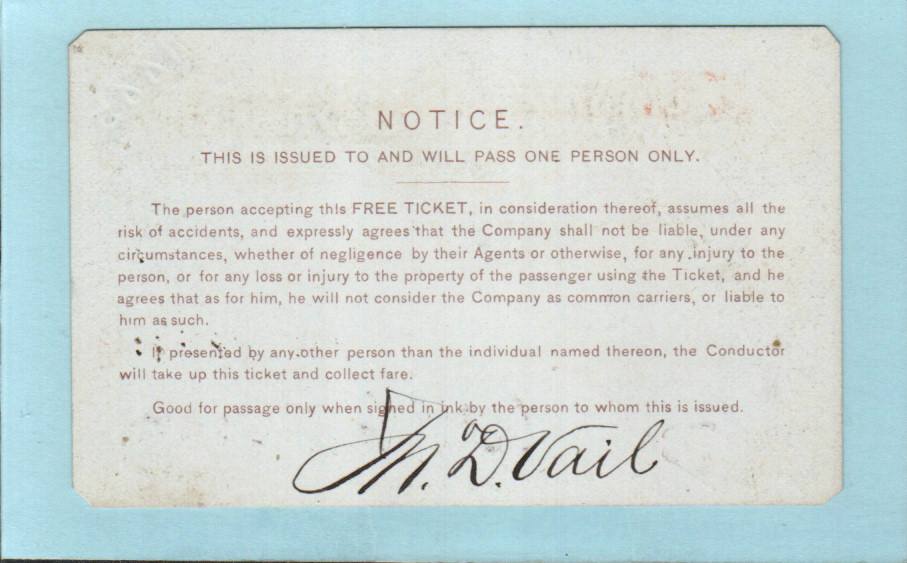 NOTICE.
THIS IS ISSUED TO AND WILL PASS ONE PERSON ONLY.
The person accepting this FREE TICKET, in consideration thereof, assumes all the
risk of accidents, and expressly agrees that the Company shall not be liable, under any
circumstances, whether of negligence by their Agents or otherwise, for any injury to the
person, or for any loss or injury to the property of the passenger using the Ticket, and he
agrees that as for him, he will not consider the Company as common carriers, or liable to
him as such.
If presented by any other person than the individual named thereon, the Conductor
will take up this ticket and collect fare.
Good for passage only when signed in ink by the person to whom this is issued.
M. D. Vail